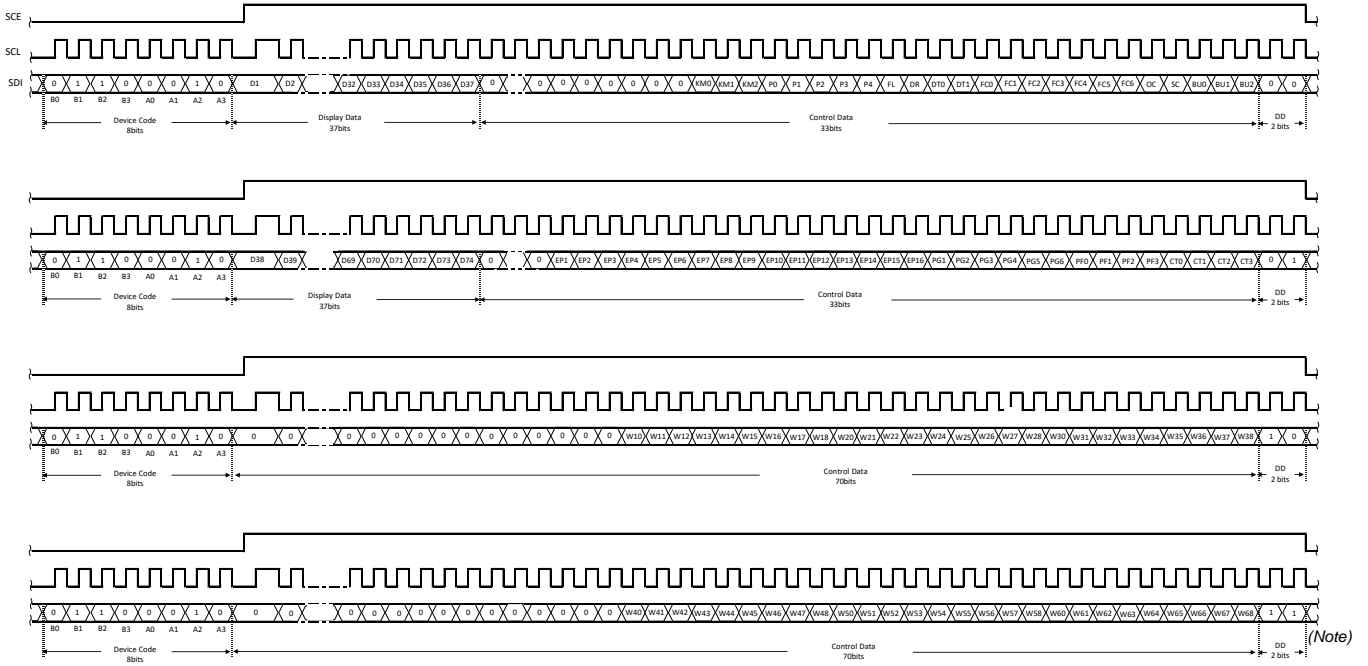 SCE
SCL
SDI 0 1 1 0 0 0 1 0 D1 D2 D32 D33 D34 D35 D36 D37 0 0 0 0 0 0 0 0 KM0 KM1 KM2 P0 P1 P2 P3 P4 FL DR DT0 DT1 FC0 FC1 FC2 FC3 FC4 FC5 FC6 OC SC BU0 BU1 BU2 0 0
B0 B1 B2 B3 A0 A1 A2 A3
Device Code Display Data Control Data DD
8bits 37bits 33bits 2 bits
0 1 1 0 0 0 1 0 D38 D39 D69 D70 D71 D72 D73 D74 0 0 EP1 EP2 EP3 EP4 EP5 EP6 EP7 EP8 EP9 EP10 EP11 EP12 EP13 EP14 EP15 EP16 PG1 PG2 PG3 PG4 PG5 PG6 PF0 PF1 PF2 PF3 CT0 CT1 CT2 CT3 0 1
B0 B1 B2 B3 A0 A1 A2 A3
Device Code Display Data Control Data DD
8bits 37bits 33bits 2 bits
0 1 1 0 0 0 1 0 0 0 0 0 0 0 0 0 0 0 0 0 0 0 W10 W11 W12 W13 W14 W15 W16 W17 W18 W20 W21 W22 W23 W24 W25 W26 W27 W28 W30 W31 W32 W33 W34 W35 W36 W37 W38 1 0
B0 B1 B2 B3 A0 A1 A2 A3
Device Code Control Data DD
8bits 70bits 2 bits
0 1 1 0 0 0 1 0 0 0 0 0 0 0 0 0 0 0 0 0 0 0 W40 W41 W42 W43 W44 W45 W46 W47 W48 W50 W51 W52 W53 W54 W55 W56 W57 W58 W60 W61 W62 W63 W64 W65 W66 W67 W68 1 1
B0 B1 B2 B3 A0 A1 A2 A3
(Note)
Device Code Control Data DD
8bits 70bits 2 bits